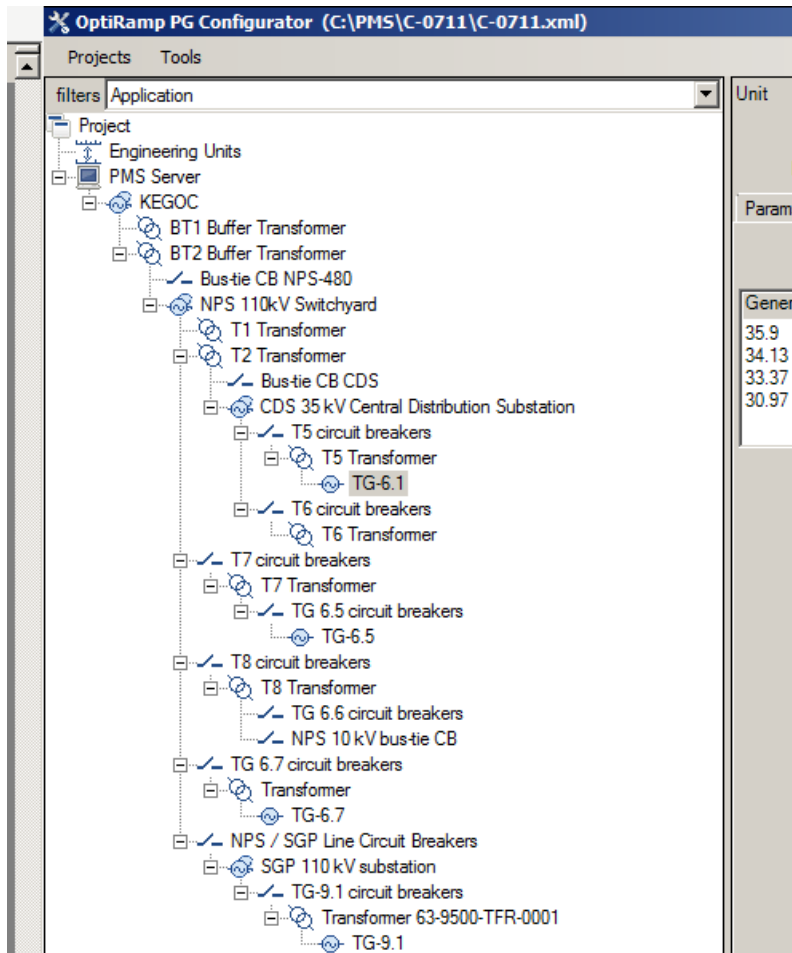 OptiRamp PG Configurator (C:\PMS\C-0711\C-0711.xml)
Projects Tools
filters Application
Unit
Project
Engineering Units
PMS Server
KEGOC
Param
BT1 Buffer Transformer
BT2 Buffer Transformer
Bus-tie CB NPS-480
NPS 110kV Switchyard
Gener
T1 Transformer
35.9
T2 Transformer
34.13
Bus-tie CB CDS
33.37
CDS 35 kV Central Distribution Substation
30.97
T5 circuit breakers
T5 Transformer
TG-6.1
T6 circuit breakers
T6 Transformer
T7 circuit breakers
T7 Transformer
TG 6.5 circuit breakers
TG-6.5
T8 circuit breakers
T8 Transformer
TG 6.6 circuit breakers
NPS 10 kV bus-tie CB
TG 6.7 circuit breakers
Transformer
TG-6.7
NPS / SGP Line Circuit Breakers
SGP 110 kV substation
TG-9.1 circuit breakers
Transformer 63-9500-TFR-0001
TG-9.1